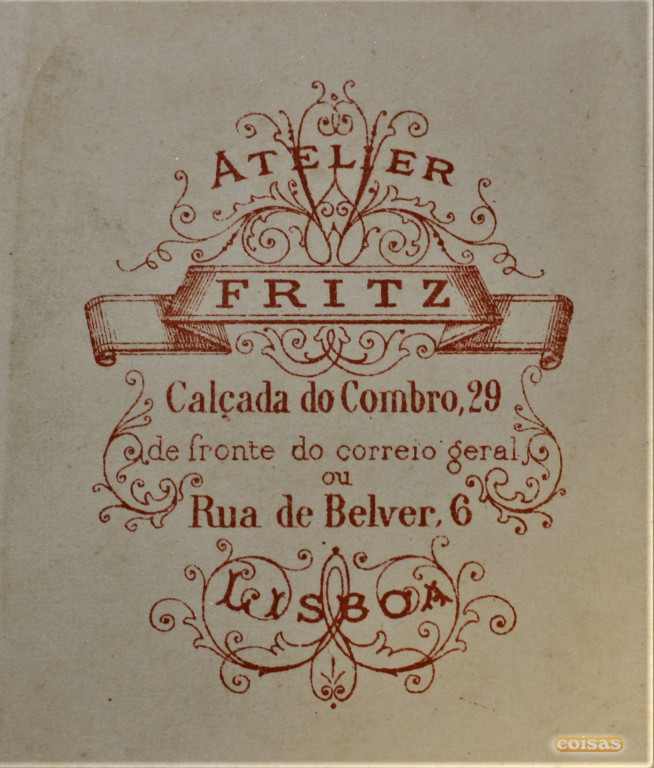 ATELIER
FRITZ
Calçada do Combro, 29
de fronte do correio geral
ou
Rua de Belver, 6
LISBOA
coisas